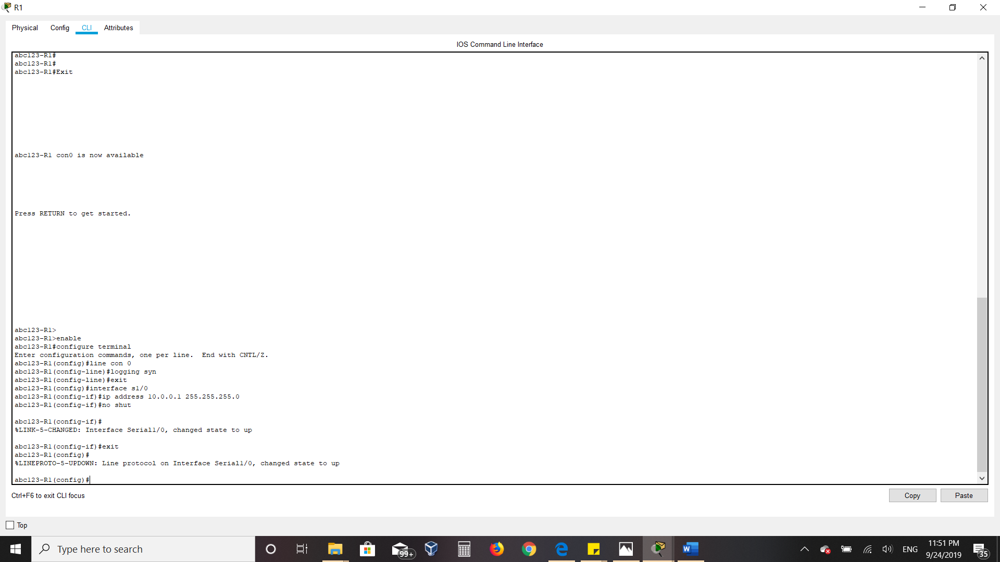 R1
Physical Config CLI Attributes
IOS Command Line Interface
abc123-R1#
abc123-R1#
abc123-R1#Exit
abc123-R1 con0 is now available
Press RETURN to get started.
abc123-R1>
abc123-R1>enable
abc123-R1#configure terminal
Enter configuration commands, one per line.  End with CNTL/Z.
abc123-R1(config)#line con 0
abc123-R1(config-line)#logging syn
abc123-R1(config-line)#exit
abc123-R1(config)#interface s1/0
abc123-R1(config-if)#ip address 10.0.0.1 255.255.255.0
abc123-R1(config-if)#no shut
abc123-R1(config-if)#
%LINK-5-CHANGED: Interface Serial1/0, changed state to up
abc123-R1(config-if)#exit
abc123-R1(config)#
%LINEPROTO-5-UPDOWN: Line protocol on Interface Serial1/0, changed state to up
abc123-R1(config)#
Ctrl+F6 to exit CLI focus
Copy Paste
Top
Type here to search
99+
W
ENG
11:51 PM
9/24/2019
35